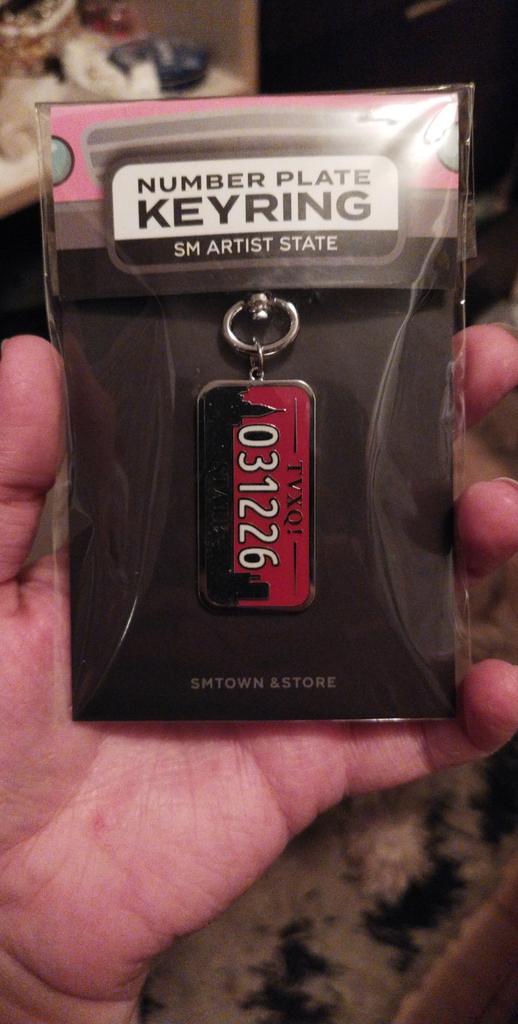 NUMBER PLATE
KEYRING
SM ARTIST STATE
TVXQ!
031226
STATE
SMTOWN &STORE